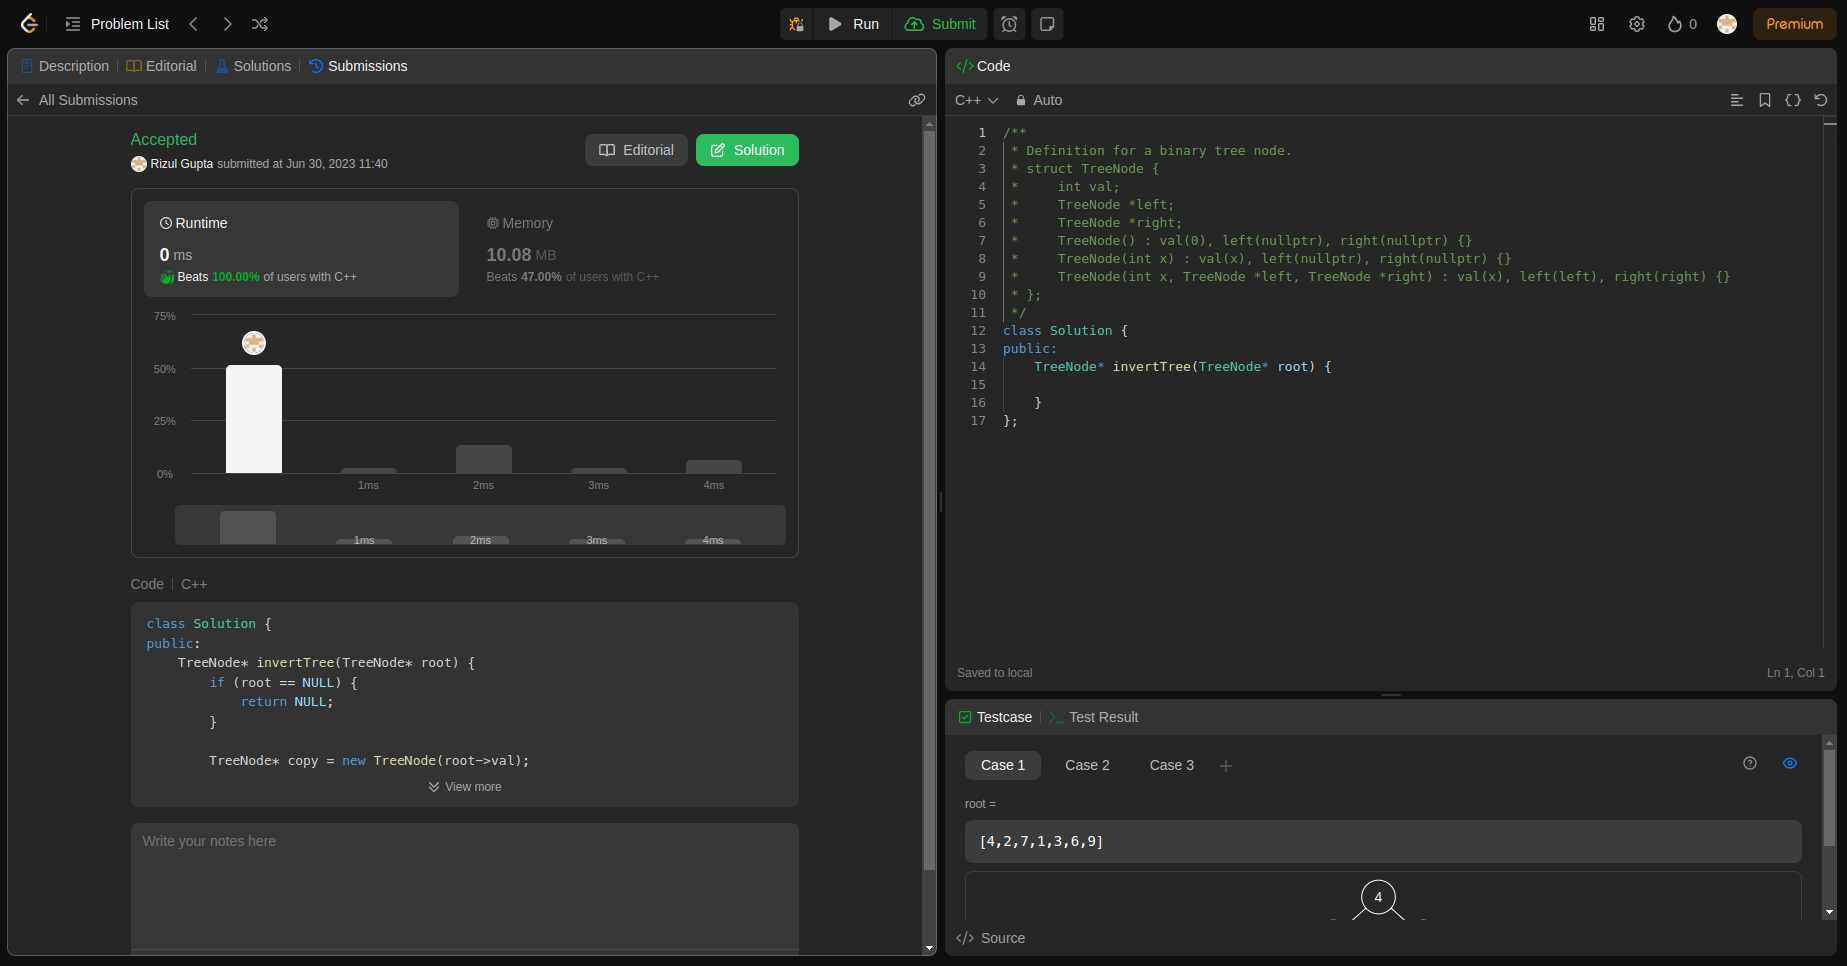 Problem List
Run
Submit
0
Premium
Description | Editorial | Solutions | Submissions
All Submissions
Accepted
Rizul Gupta submitted at Jun 30, 2023 11:40
Editorial
Solution
Runtime
0 ms
Beats 100.00% of users with C++
Memory
10.08 MB
Beats 47.00% of users with C++
75%
50%
25%
0%
1ms 2ms 3ms 4ms
1ms 2ms 3ms 4ms
Code | C++
class Solution {
public:
    TreeNode* invertTree(TreeNode* root) {
        if (root == NULL) {
            return NULL;
        }
        TreeNode* copy = new TreeNode(root->val);
View more
Write your notes here
</> Code
C++
Auto
1 /**
2  * Definition for a binary tree node.
3  * struct TreeNode {
4  *     int val;
5  *     TreeNode *left;
6  *     TreeNode *right;
7  *     TreeNode() : val(0), left(nullptr), right(nullptr) {}
8  *     TreeNode(int x) : val(x), left(nullptr), right(nullptr) {}
9  *     TreeNode(int x, TreeNode *left, TreeNode *right) : val(x), left(left), right(right) {}
10  * };
11  */
12 class Solution {
13 public:
14     TreeNode* invertTree(TreeNode* root) {
15
16     }
17 };
Saved to local
Ln 1, Col 1
Testcase | Test Result
Case 1 Case 2 Case 3 +
root =
[4,2,7,1,3,6,9]
4
</> Source